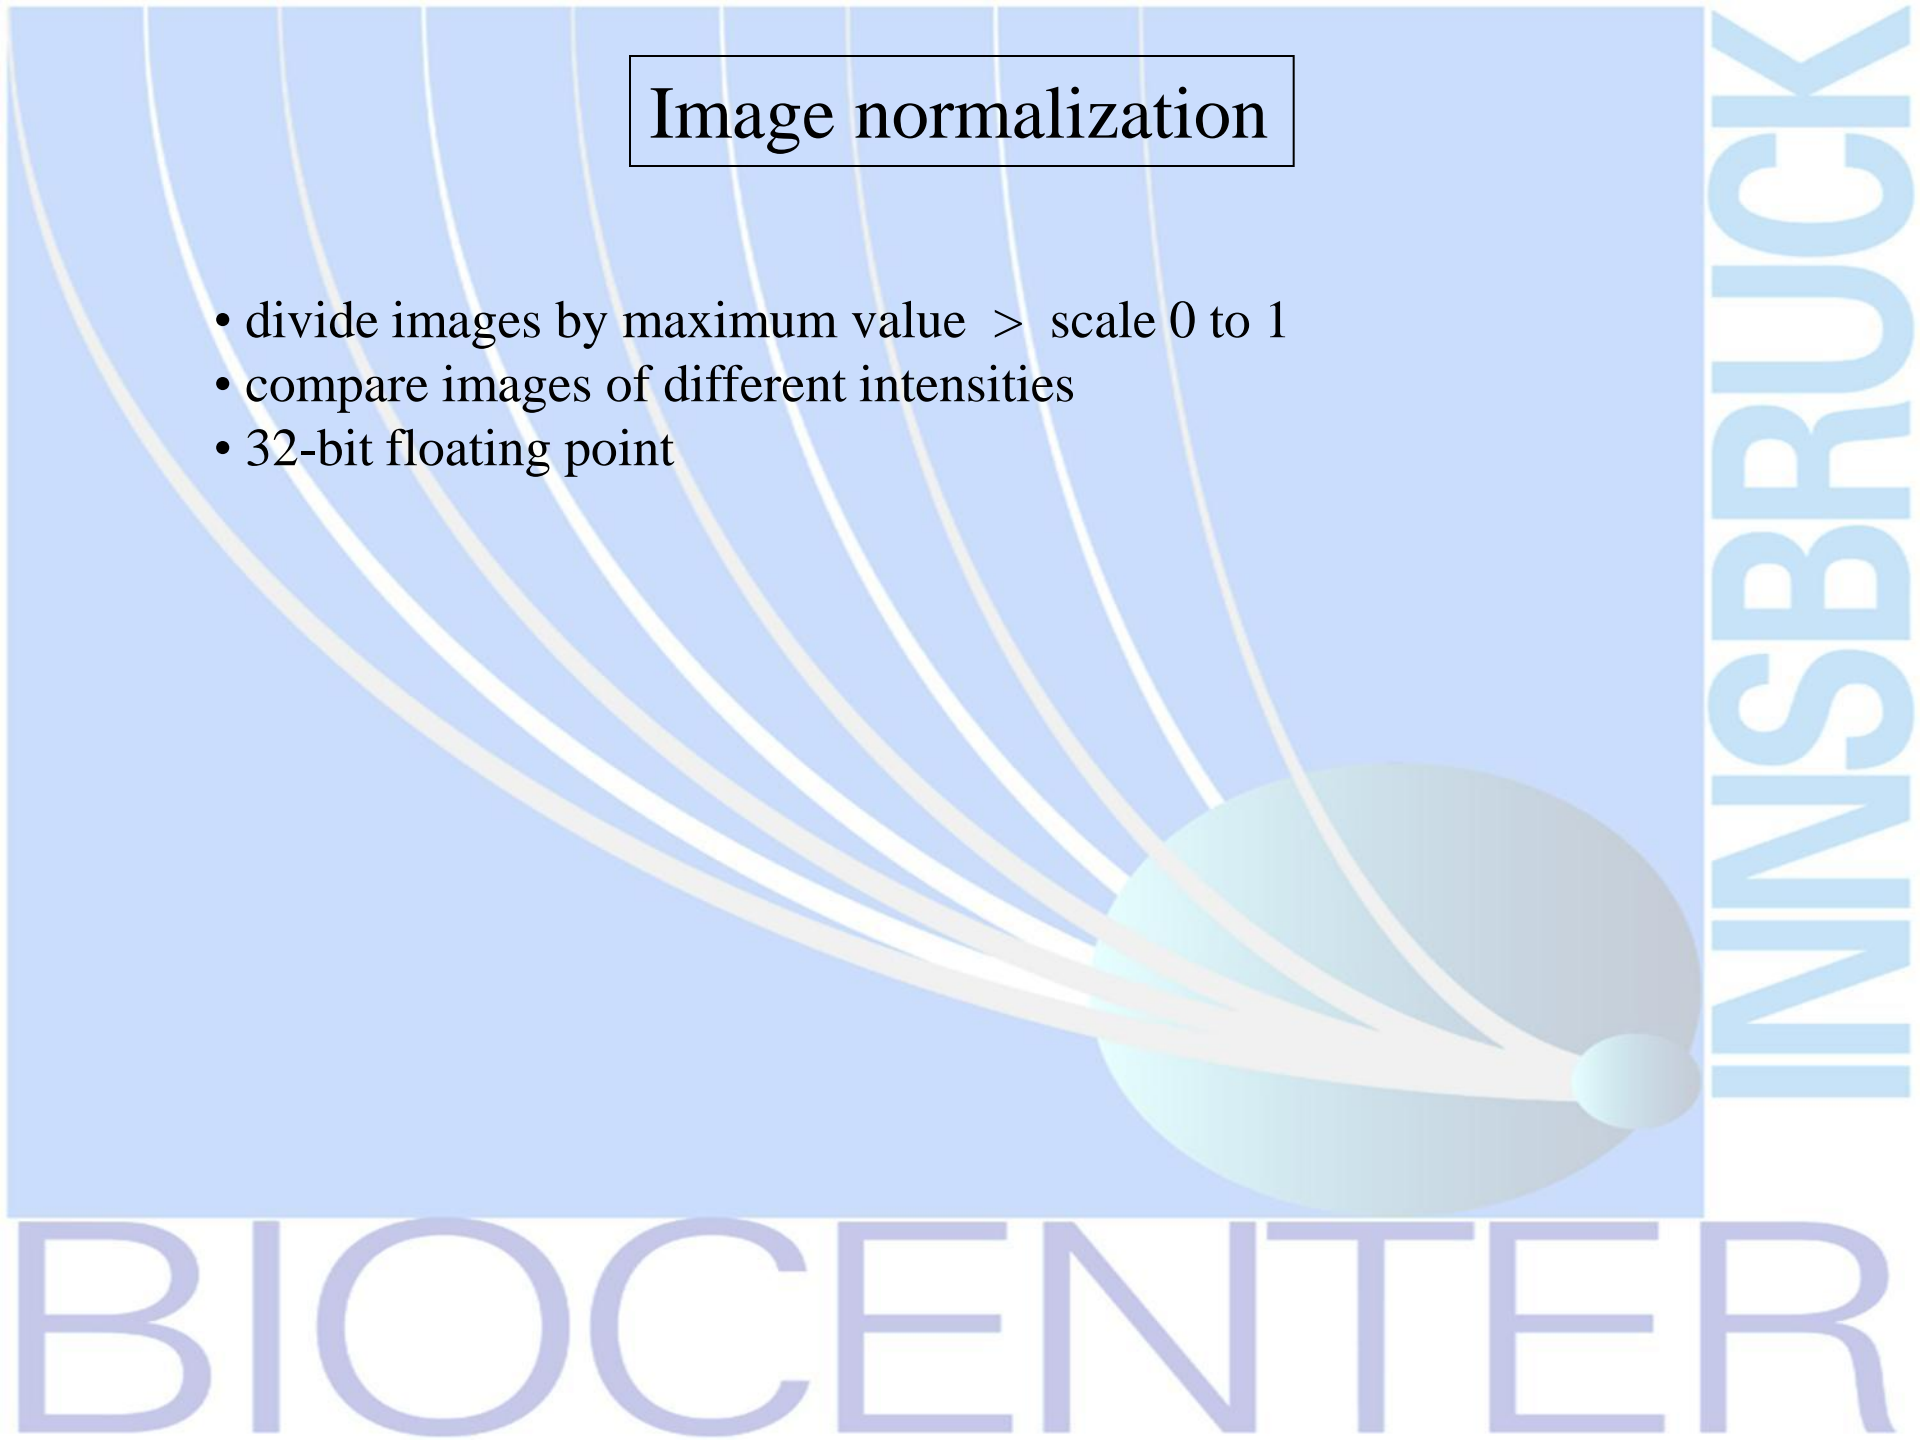 Image normalization
• divide images by maximum value  >  scale 0 to 1
• compare images of different intensities
• 32-bit floating point
INNSBRUCK
BIOCENTER